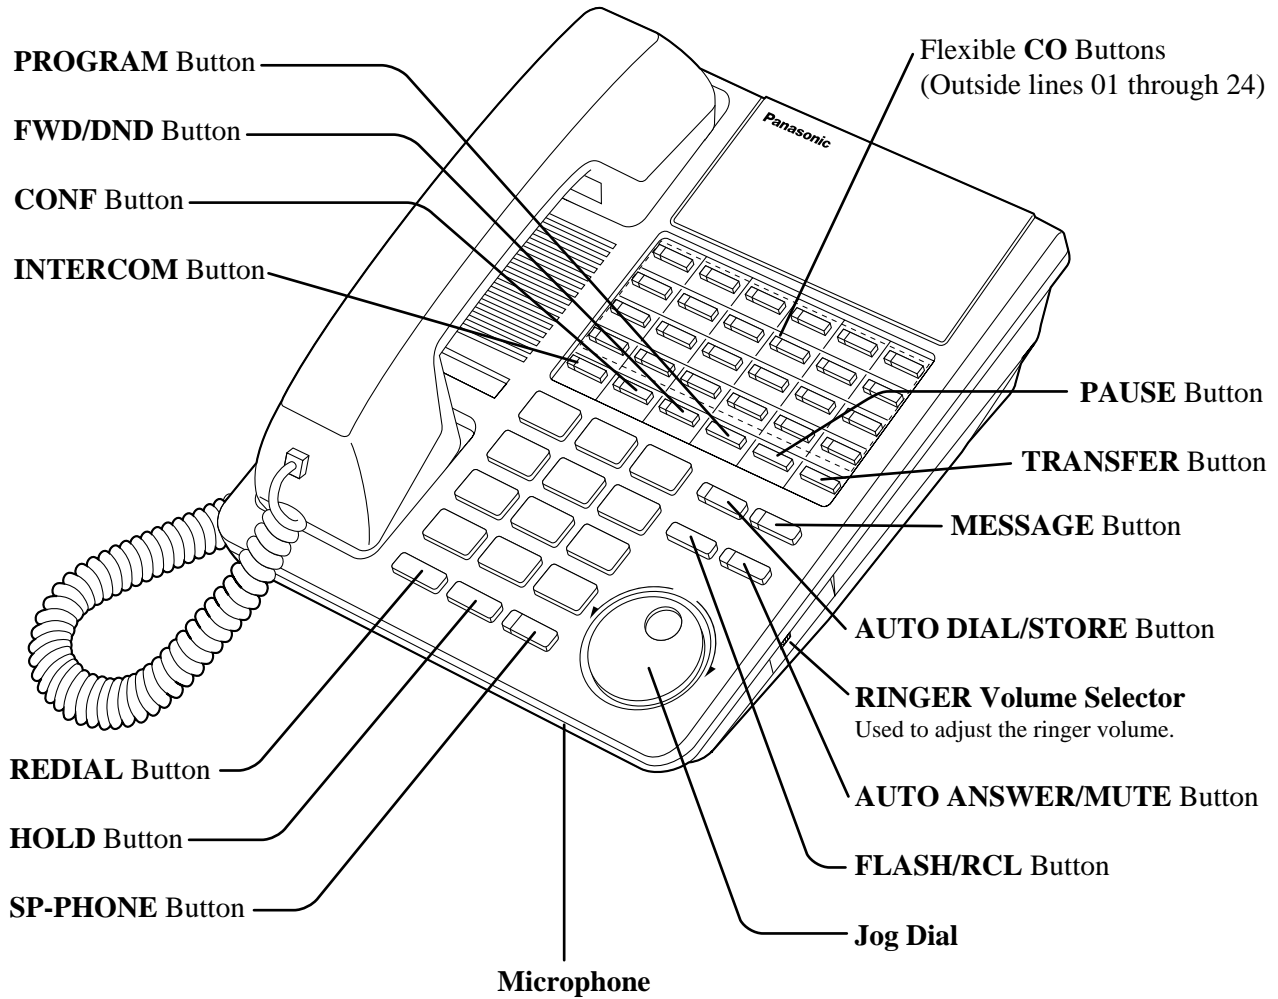 PROGRAM Button
FWD/DND Button
CONF Button
INTERCOM Button
Flexible CO Buttons
(Outside lines 01 through 24)
Panasonic
PAUSE Button
TRANSFER Button
MESSAGE Button
AUTO DIAL/STORE Button
RINGER Volume Selector
Used to adjust the ringer volume.
AUTO ANSWER/MUTE Button
FLASH/RCL Button
Jog Dial
REDIAL Button
HOLD Button
SP-PHONE Button
Microphone